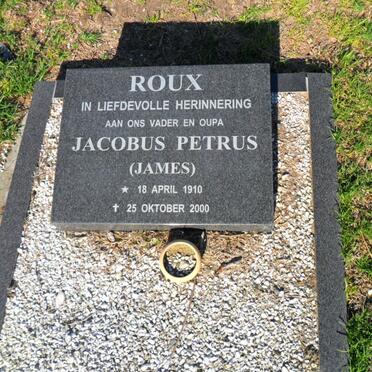 ROUX
IN LIEFDEVOLLE HERINNERING
AAN ONS VADER EN OUPA
JACOBUS PETRUS
(JAMES)
★ 18 APRIL 1910
✝ 25 OKTOBER 2000